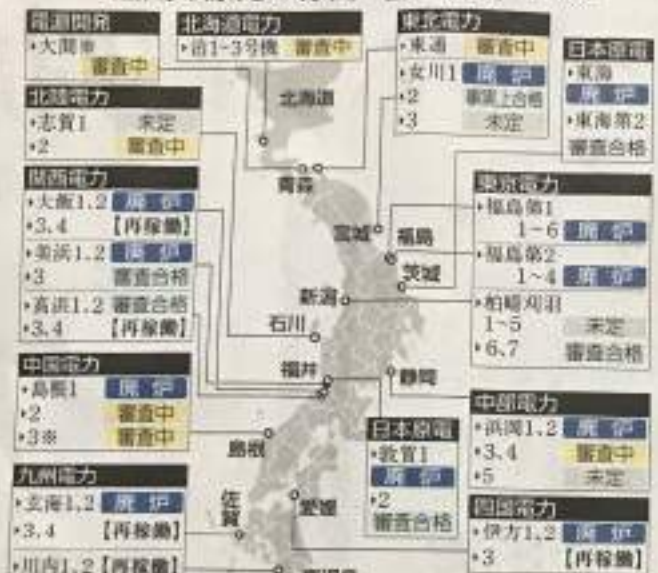 電源開発
・大間※
審査中
北海道電力
・泊1~3号機 審査中
東北電力
・東通 審査中
・女川1 廃炉
・2 事実上合格
・3 未定
日本原電
・東海
廃炉
・東海第2
審査合格
北陸電力
・志賀1 未定
・2 審査中
関西電力
・大飯1,2 廃炉
・3,4 【再稼働】
・美浜1,2 廃炉
・3 審査合格
・高浜1,2 審査合格
・3,4 【再稼働】
東京電力
・福島第1
1~6 廃炉
・福島第2
1~4 廃炉
・柏崎刈羽
1~5 未定
・6,7 審査合格
中国電力
・島根1 廃炉
・2 審査中
・3※ 審査中
日本原電
・敦賀1
廃炉
・2
審査合格
中部電力
・浜岡1,2 廃炉
・3,4 審査中
・5 未定
九州電力
・玄海1,2 廃炉
・3,4 【再稼働】
・川内1,2【再稼働】
四国電力
・伊方1,2 廃炉
・3 【再稼働】
北海道
青森
宮城
福島
茨城
新潟
石川
福井
静岡
島根
佐賀
愛媛